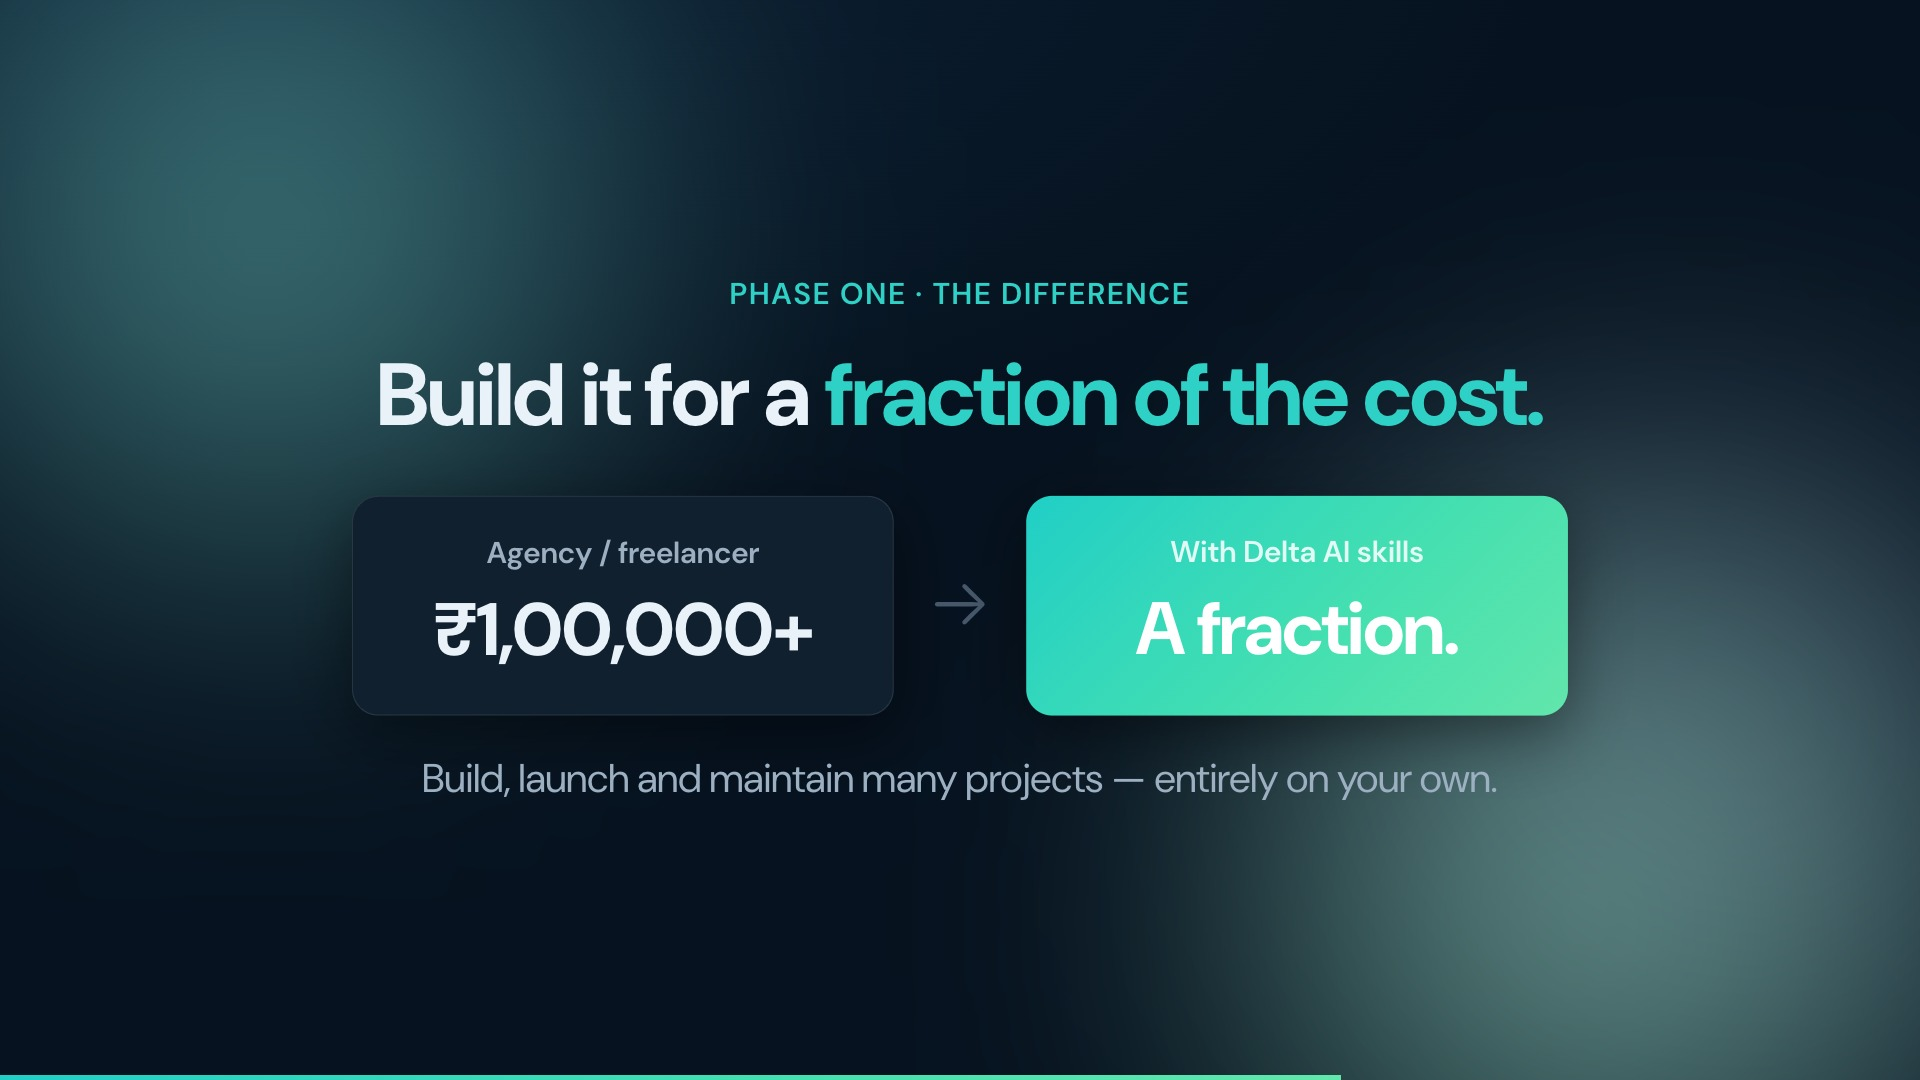 PHASE ONE · THE DIFFERENCE
Build it for a fraction of the cost.
Agency / freelancer
₹1,00,000+
With Delta AI skills
A fraction.
Build, launch and maintain many projects — entirely on your own.